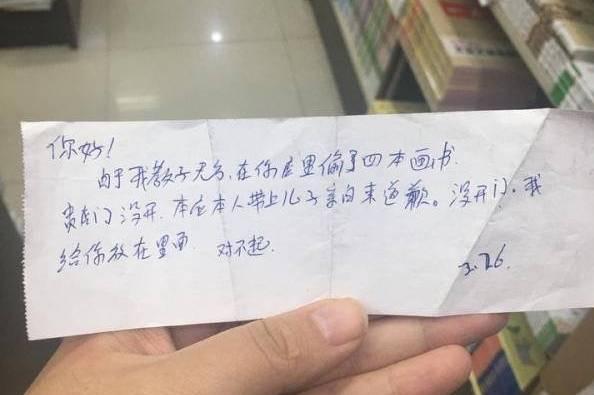 你好!
由于我教子无方,在你店里偷了四本画书.
贵店门没开.本应本人带上儿子亲自来道歉。没开门.我
给你放在里面.对不起.
3.26.